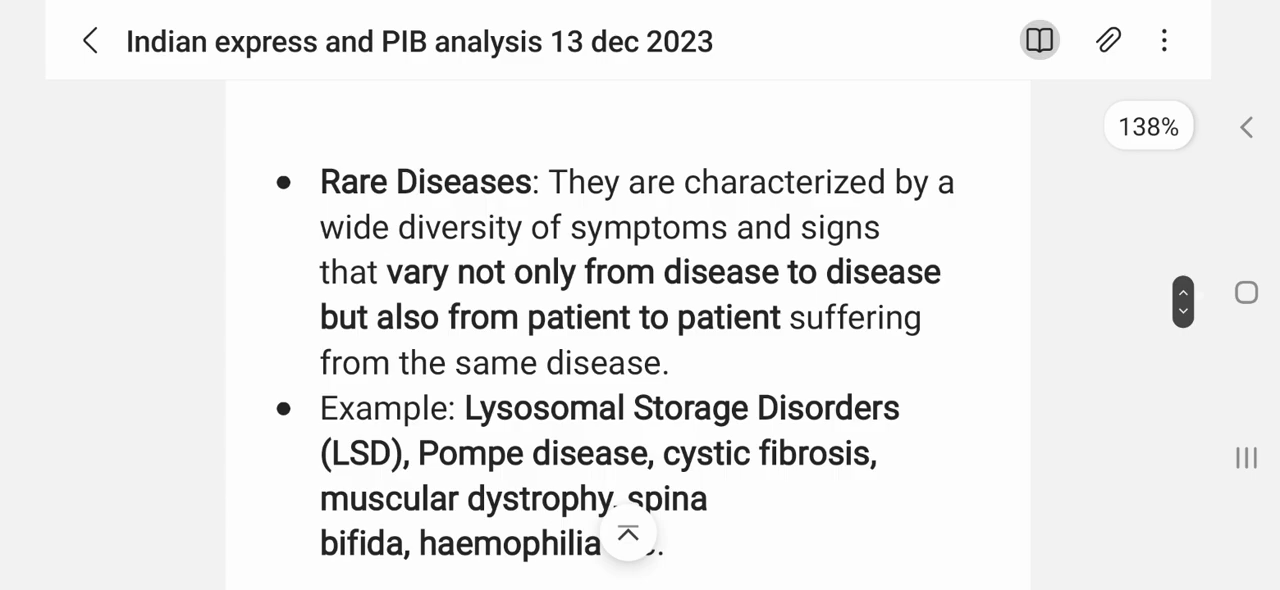 Indian express and PIB analysis 13 dec 2023
138%
● Rare Diseases: They are characterized by a
wide diversity of symptoms and signs
that vary not only from disease to disease
but also from patient to patient suffering
from the same disease.
● Example: Lysosomal Storage Disorders
(LSD), Pompe disease, cystic fibrosis,
muscular dystrophy, spina
bifida, haemophilia